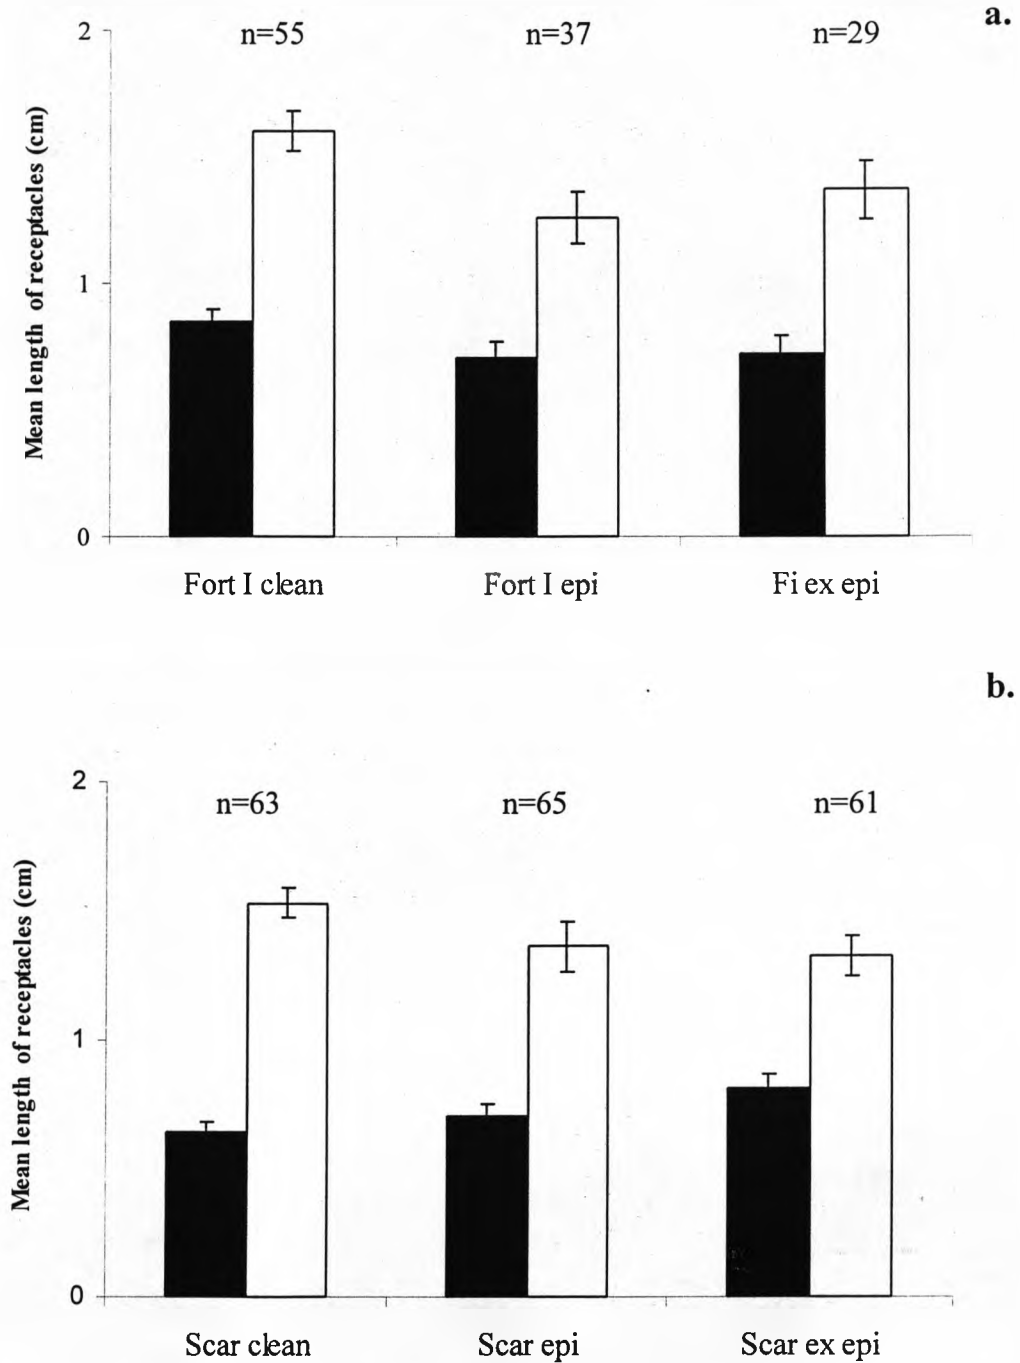 a.
2
n=55 n=37 n=29
Mean length of receptacles (cm)
1
0
Fort I clean Fort I epi Fi ex epi
b.
2
n=63 n=65 n=61
Mean length of receptacles (cm)
1
0
Scar clean Scar epi Scar ex epi